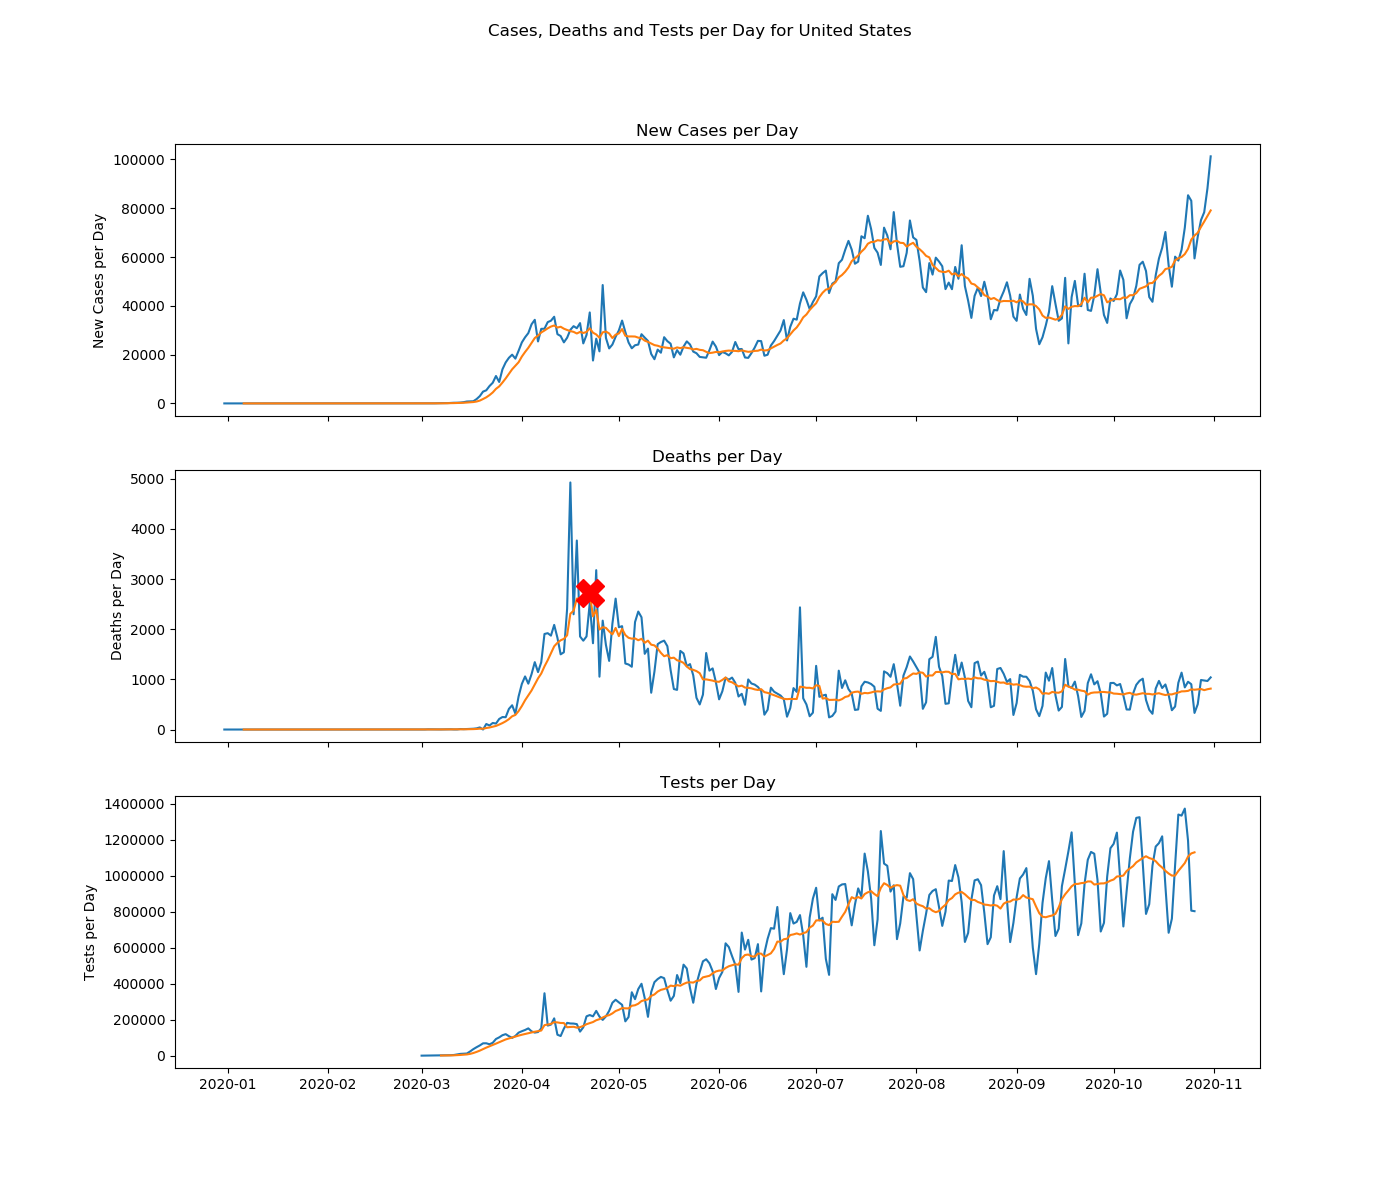 Cases, Deaths and Tests per Day for United States
New Cases per Day
New Cases per Day
100000
80000
60000
40000
20000
0
Deaths per Day
Deaths per Day
5000
4000
3000
2000
1000
0
Tests per Day
Tests per Day
1400000
1200000
1000000
800000
600000
400000
200000
0
2020-01 2020-02 2020-03 2020-04 2020-05 2020-06 2020-07 2020-08 2020-09 2020-10 2020-11